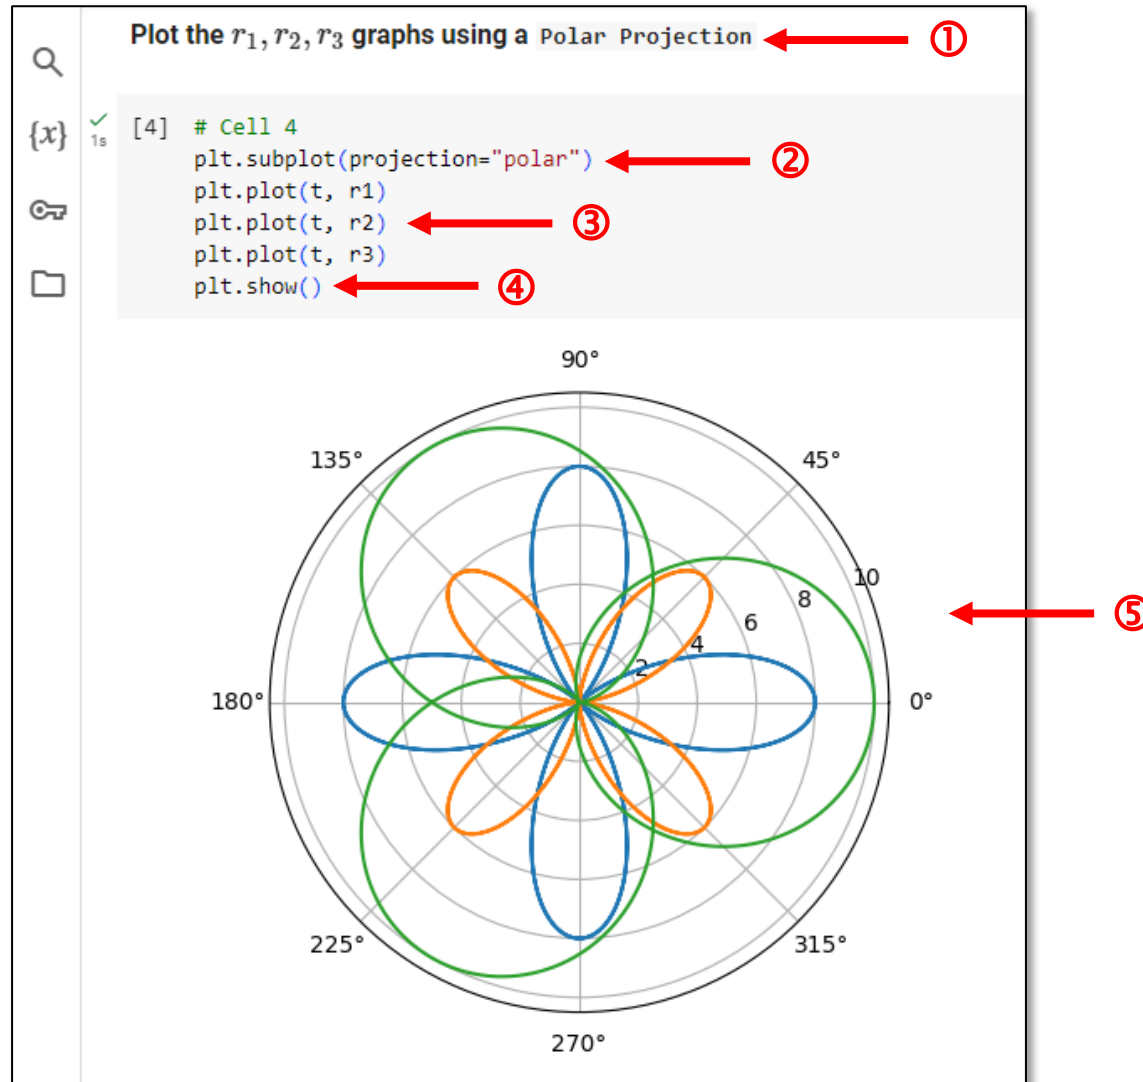 Plot the r₁, r₂, r₃ graphs using a Polar Projection ①
{x} 1s [4] # Cell 4
plt.subplot(projection="polar") ②
plt.plot(t, r1)
plt.plot(t, r2) ③
plt.plot(t, r3)
plt.show() ④
90°
135° 45°
10
8
⑤
6
4
2
180° 0°
225° 315°
270°